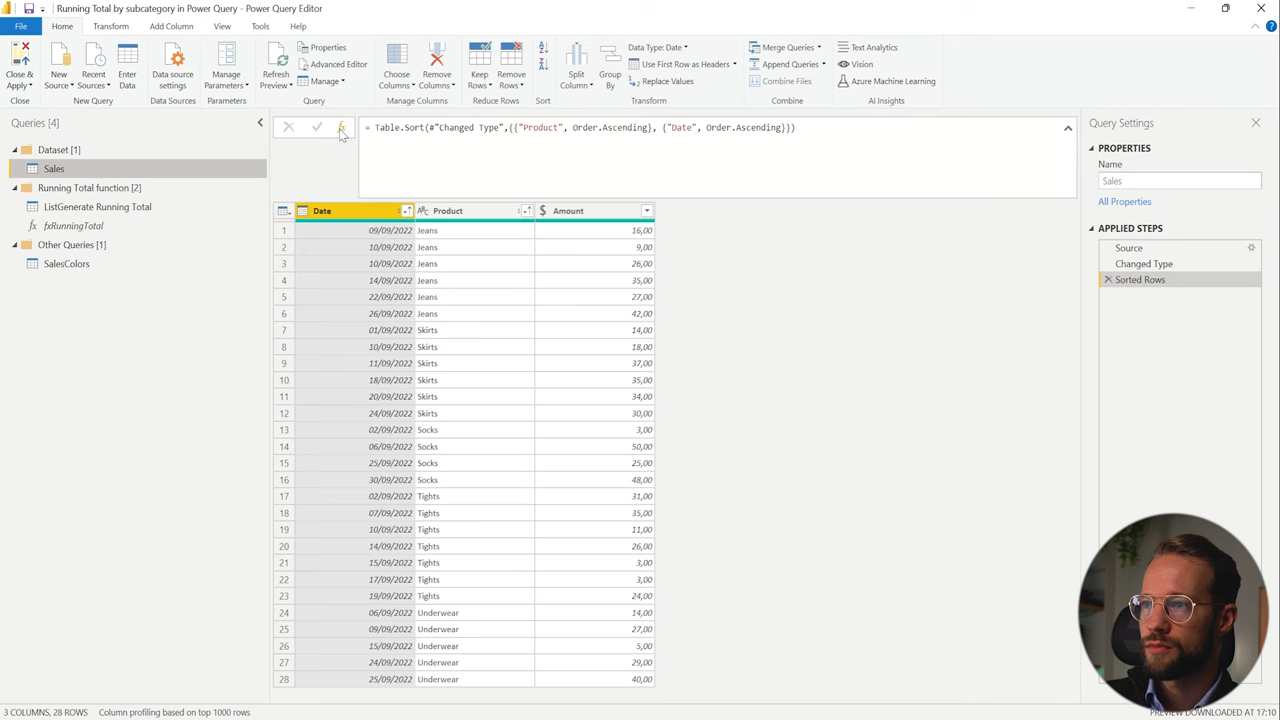 Running Total by subcategory in Power Query - Power Query Editor
File Home Transform Add Column View Tools Help
Close & Apply
New Source
Recent Sources
Enter Data
Data source settings
Manage Parameters
Refresh Preview
Properties
Advanced Editor
Manage
Choose Columns
Remove Columns
Keep Rows
Remove Rows
Split Column
Group By
Data Type: Date
Use First Row as Headers
Replace Values
Merge Queries
Append Queries
Combine Files
Text Analytics
Vision
Azure Machine Learning
Close New Query Data Sources Parameters Query Manage Columns Reduce Rows Sort Transform Combine AI Insights
Queries [4]
Dataset [1]
Sales
Running Total function [2]
ListGenerate Running Total
fx fxRunningTotal
Other Queries [1]
SalesColors
fx = Table.Sort(#"Changed Type",{{"Product", Order.Ascending}, {"Date", Order.Ascending}})
Date ABC Product $ Amount
1 09/09/2022 Jeans 16,00
2 10/09/2022 Jeans 9,00
3 10/09/2022 Jeans 26,00
4 14/09/2022 Jeans 35,00
5 22/09/2022 Jeans 27,00
6 26/09/2022 Jeans 42,00
7 01/09/2022 Skirts 14,00
8 10/09/2022 Skirts 18,00
9 11/09/2022 Skirts 37,00
10 18/09/2022 Skirts 35,00
11 20/09/2022 Skirts 34,00
12 24/09/2022 Skirts 30,00
13 02/09/2022 Socks 3,00
14 06/09/2022 Socks 50,00
15 25/09/2022 Socks 25,00
16 30/09/2022 Socks 48,00
17 02/09/2022 Tights 31,00
18 07/09/2022 Tights 35,00
19 10/09/2022 Tights 11,00
20 14/09/2022 Tights 26,00
21 15/09/2022 Tights 3,00
22 17/09/2022 Tights 3,00
23 19/09/2022 Tights 24,00
24 06/09/2022 Underwear 14,00
25 09/09/2022 Underwear 27,00
26 15/09/2022 Underwear 5,00
27 24/09/2022 Underwear 29,00
28 25/09/2022 Underwear 40,00
Query Settings
PROPERTIES
Name
Sales
All Properties
APPLIED STEPS
Source
Changed Type
Sorted Rows
3 COLUMNS, 28 ROWS Column profiling based on top 1000 rows
PREVIEW DOWNLOADED AT 17:10